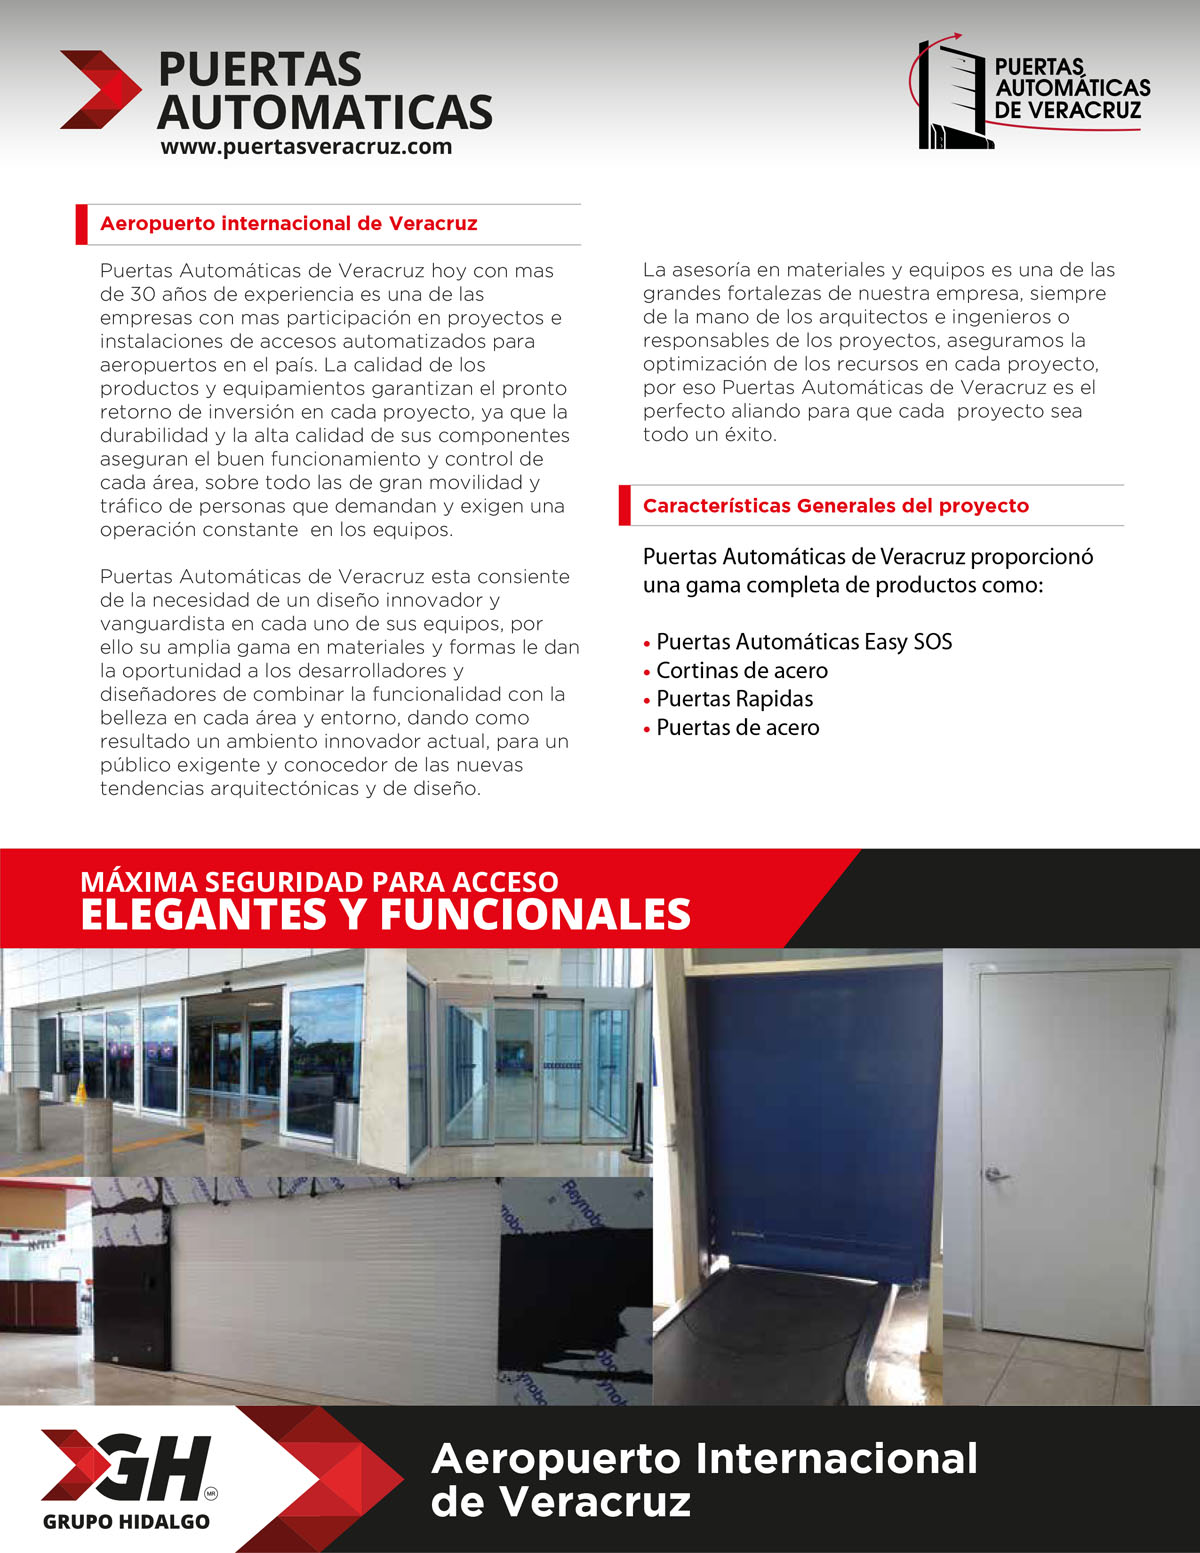 PUERTAS
AUTOMATICAS
www.puertasveracruz.com
PUERTAS
AUTOMÁTICAS
DE VERACRUZ
Aeropuerto internacional de Veracruz
Puertas Automáticas de Veracruz hoy con mas
de 30 años de experiencia es una de las
empresas con mas participación en proyectos e
instalaciones de accesos automatizados para
aeropuertos en el país. La calidad de los
productos y equipamientos garantizan el pronto
retorno de inversión en cada proyecto, ya que la
durabilidad y la alta calidad de sus componentes
aseguran el buen funcionamiento y control de
cada área, sobre todo las de gran movilidad y
tráfico de personas que demandan y exigen una
operación constante  en los equipos.
Puertas Automáticas de Veracruz esta consiente
de la necesidad de un diseño innovador y
vanguardista en cada uno de sus equipos, por
ello su amplia gama en materiales y formas le dan
la oportunidad a los desarrolladores y
diseñadores de combinar la funcionalidad con la
belleza en cada área y entorno, dando como
resultado un ambiento innovador actual, para un
público exigente y conocedor de las nuevas
tendencias arquitectónicas y de diseño.
La asesoría en materiales y equipos es una de las
grandes fortalezas de nuestra empresa, siempre
de la mano de los arquitectos e ingenieros o
responsables de los proyectos, aseguramos la
optimización de los recursos en cada proyecto,
por eso Puertas Automáticas de Veracruz es el
perfecto aliando para que cada  proyecto sea
todo un éxito.
Características Generales del proyecto
Puertas Automáticas de Veracruz proporcionó
una gama completa de productos como:
• Puertas Automáticas Easy SOS
• Cortinas de acero
• Puertas Rapidas
• Puertas de acero
MÁXIMA SEGURIDAD PARA ACCESO
ELEGANTES Y FUNCIONALES
Reynobo
GH
MR
GRUPO HIDALGO
Aeropuerto Internacional
de Veracruz